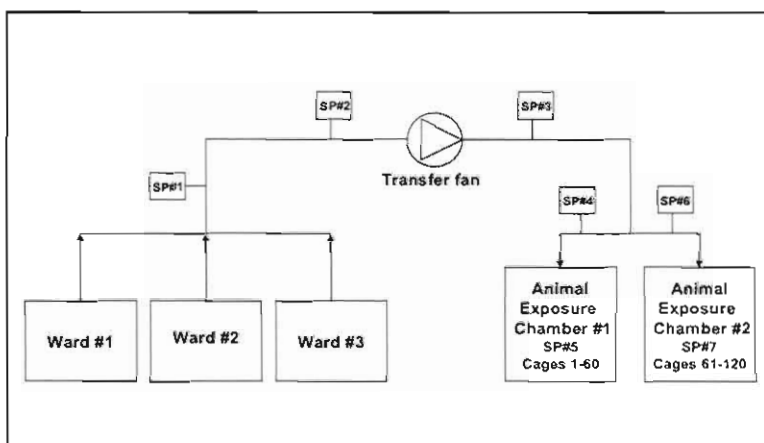 SP#2
SP#3
Transfer fan
SP#1
SP#4
SP#6
Ward #1
Ward #2
Ward #3
Animal
Exposure
Chamber #1
SP#5
Cages 1-60
Animal
Exposure
Chamber #2
SP#7
Cages 61-120